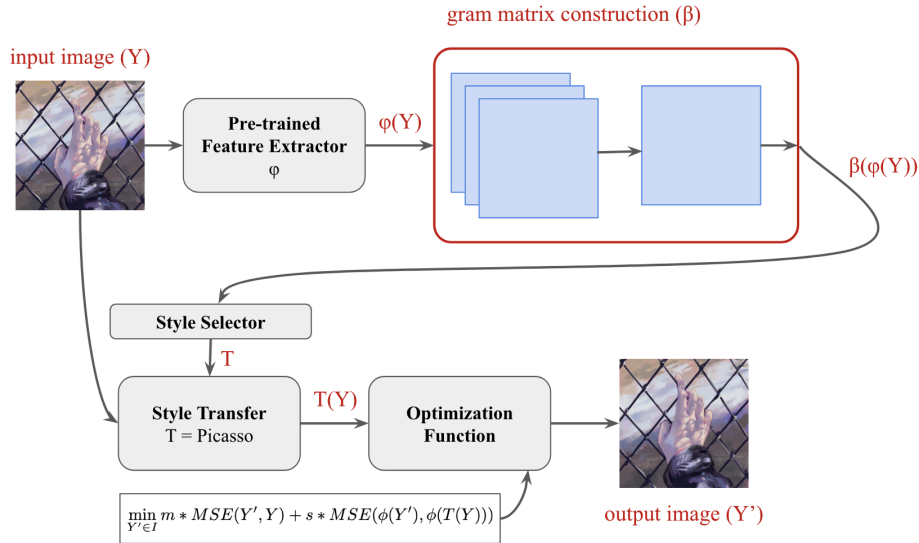 gram matrix construction (β)
input image (Y)
Pre-trained
Feature Extractor
φ
φ(Y)
β(φ(Y))
Style Selector
T
Style Transfer
T = Picasso
T(Y)
Optimization
Function
min_{Y'∈I} m * MSE(Y', Y) + s * MSE(ϕ(Y'), ϕ(T(Y)))
output image (Y’)